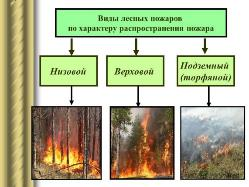 Виды лесных пожаров
по характеру распространения пожара
Низовой
Верховой
Подземный
(торфяной)